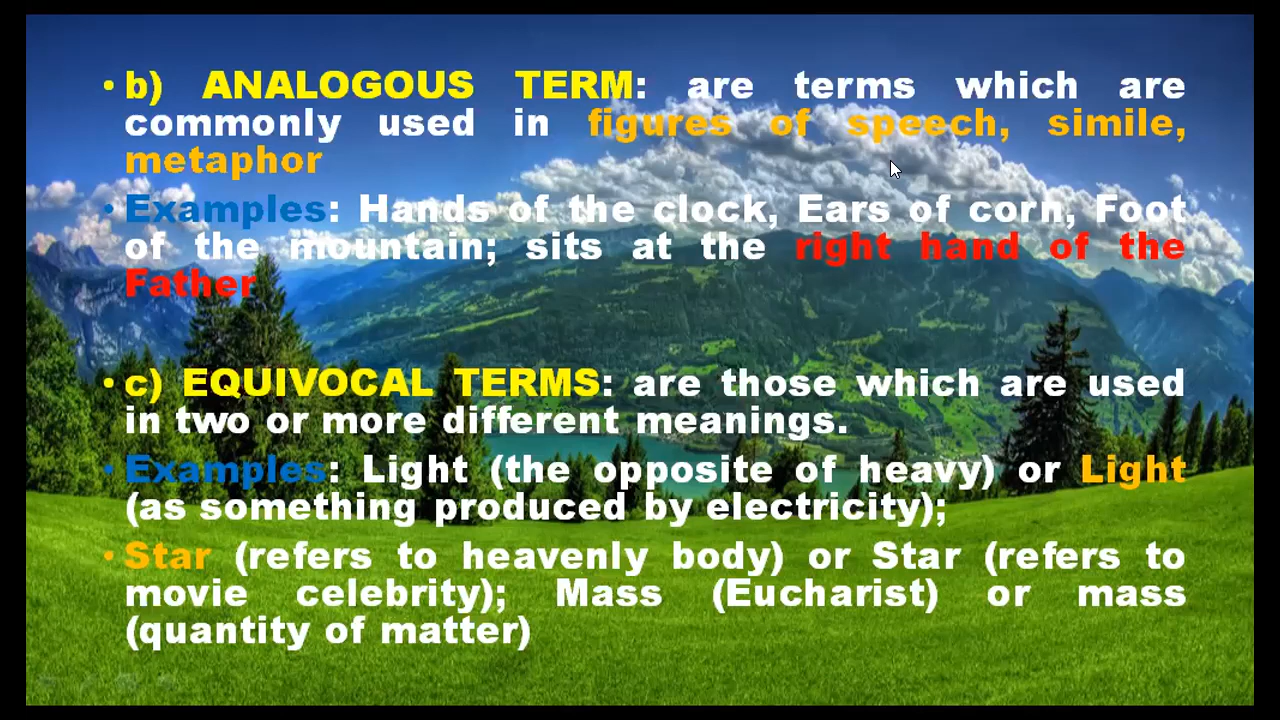 • b) ANALOGOUS TERM: are terms which are
commonly used in figures of speech, simile,
metaphor
• Examples: Hands of the clock, Ears of corn, Foot
of the mountain; sits at the right hand of the
Father
• c) EQUIVOCAL TERMS: are those which are used
in two or more different meanings.
• Examples: Light (the opposite of heavy) or Light
(as something produced by electricity);
• Star (refers to heavenly body) or Star (refers to
movie celebrity); Mass (Eucharist) or mass
(quantity of matter)